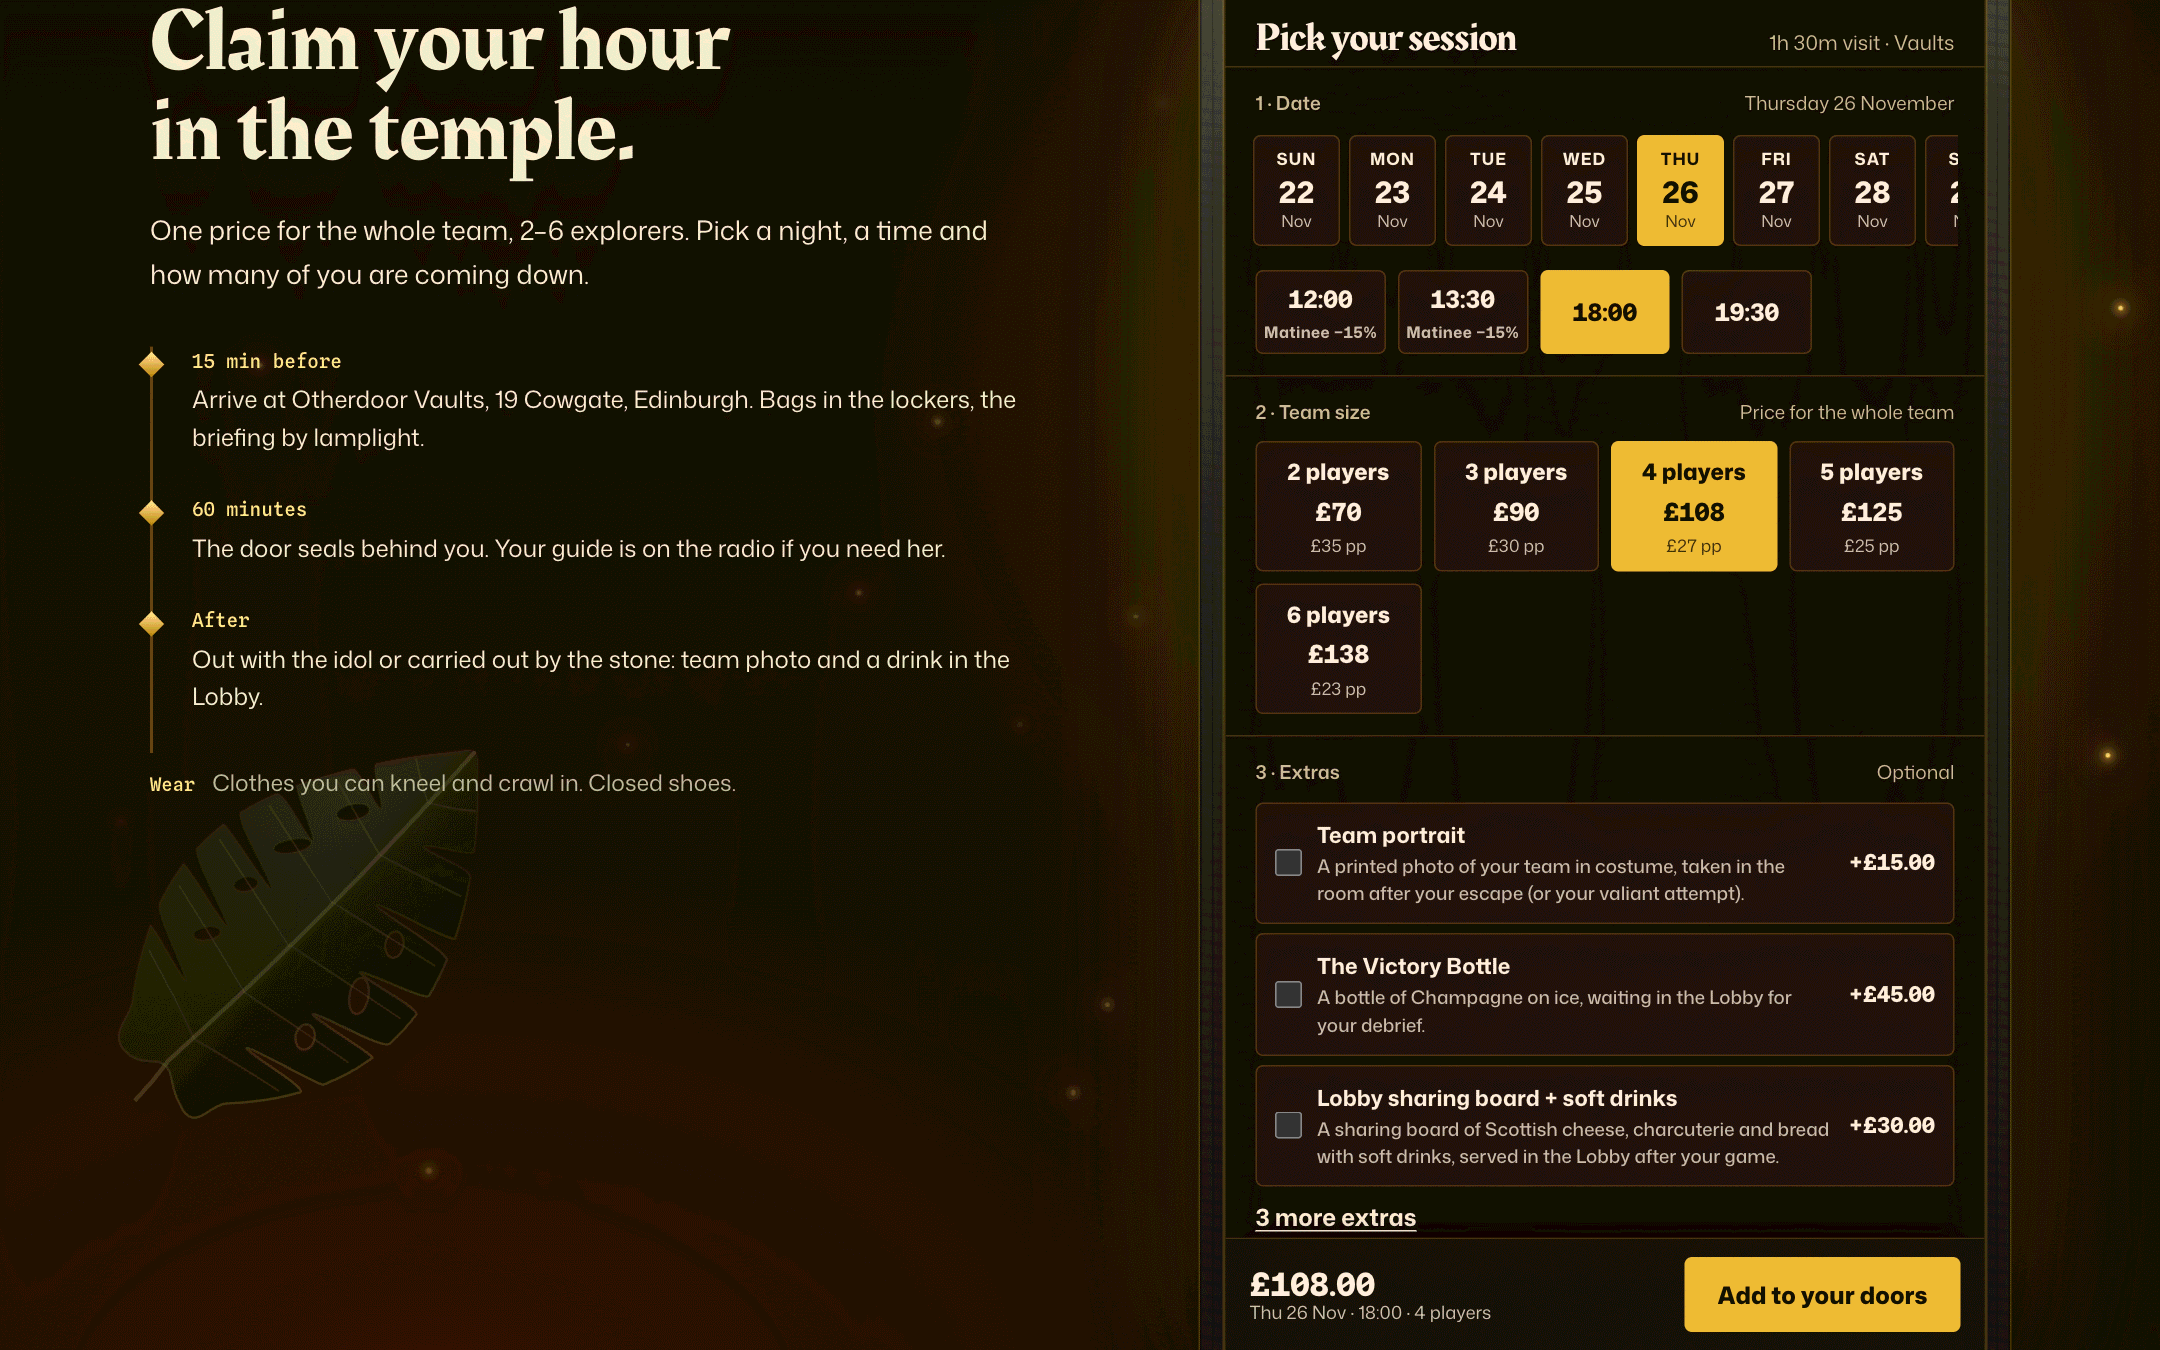 Claim your hour
in the temple.
One price for the whole team, 2–6 explorers. Pick a night, a time and
how many of you are coming down.
15 min before
Arrive at Otherdoor Vaults, 19 Cowgate, Edinburgh. Bags in the lockers, the
briefing by lamplight.
60 minutes
The door seals behind you. Your guide is on the radio if you need her.
After
Out with the idol or carried out by the stone: team photo and a drink in the
Lobby.
Wear Clothes you can kneel and crawl in. Closed shoes.
Pick your session
1h 30m visit · Vaults
1 · Date
Thursday 26 November
SUN 22 Nov
MON 23 Nov
TUE 24 Nov
WED 25 Nov
THU 26 Nov
FRI 27 Nov
SAT 28 Nov
12:00
Matinee −15%
13:30
Matinee −15%
18:00
19:30
2 · Team size
Price for the whole team
2 players
£70
£35 pp
3 players
£90
£30 pp
4 players
£108
£27 pp
5 players
£125
£25 pp
6 players
£138
£23 pp
3 · Extras
Optional
Team portrait
A printed photo of your team in costume, taken in the
room after your escape (or your valiant attempt).
+£15.00
The Victory Bottle
A bottle of Champagne on ice, waiting in the Lobby for
your debrief.
+£45.00
Lobby sharing board + soft drinks
A sharing board of Scottish cheese, charcuterie and bread
with soft drinks, served in the Lobby after your game.
+£30.00
3 more extras
£108.00
Thu 26 Nov · 18:00 · 4 players
Add to your doors